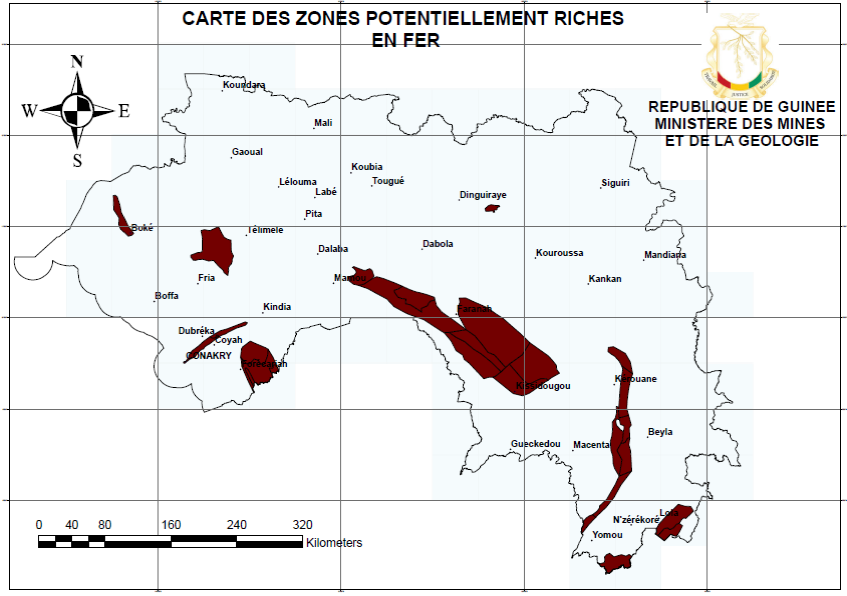 CARTE DES ZONES POTENTIELLEMENT RICHES
EN FER
REPUBLIQUE DE GUINEE
MINISTERE DES MINES
ET DE LA GEOLOGIE
JUSTICE
N
W
E
S
Koundara
Mali
Gaoual
Koubia
Lélouma
Tougué
Labé
Dinguiraye
Siguiri
Pita
Boké
Télimele
Dalaba
Dabola
Kouroussa
Mandiana
Fria
Mamou
Kankan
Boffa
Kindia
Faranah
Dubréka
Coyah
CONAKRY
Forécariah
Kissidougou
Kérouane
Beyla
Gueckedou
Macenta
Lola
N'zérékoré
Yomou
0 40 80 160 240 320
Kilometers